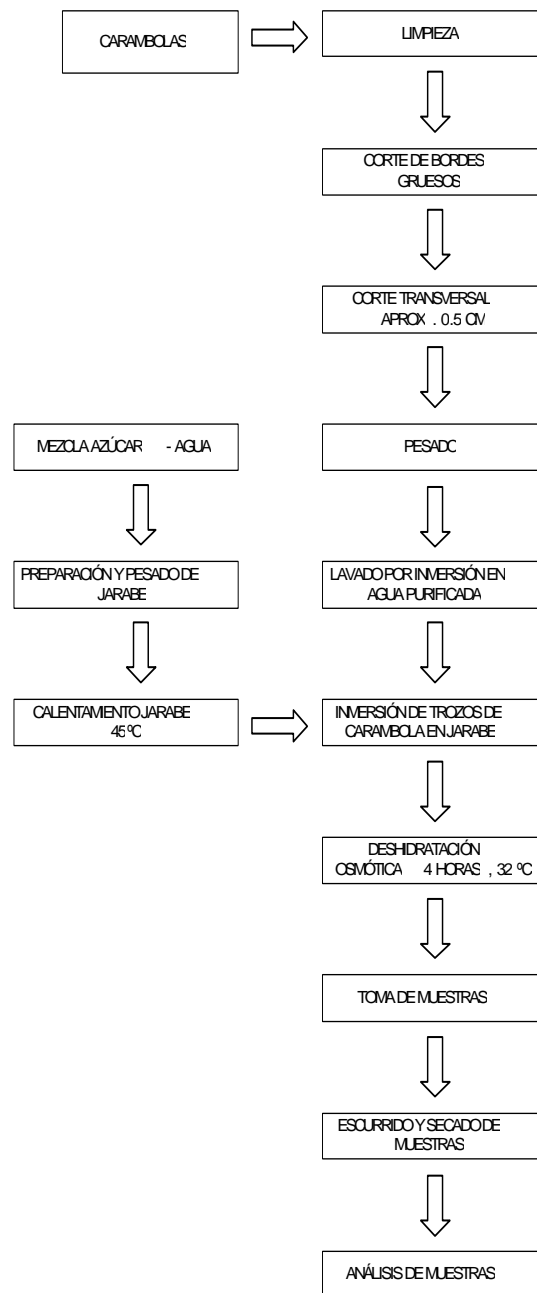 CARAMBOLAS
LIMPIEZA
CORTE DE BORDES
GRUESOS
CORTE TRANSVERSAL
APROX . 0.5 CM
MEZCLA AZÚCAR - AGUA
PESADO
PREPARACIÓN Y PESADO DE
JARABE
LAVADO POR INMERSIÓN EN
AGUA PURIFICADA
CALENTAMIENTO JARABE
45 ºC
INMERSIÓN DE TROZOS DE
CARAMBOLA EN JARABE
DESHIDRATACIÓN
OSMÓTICA 4 HORAS , 32 ºC
TOMA DE MUESTRAS
ESCURRIDO Y SECADO DE
MUESTRAS
ANÁLISIS DE MUESTRAS